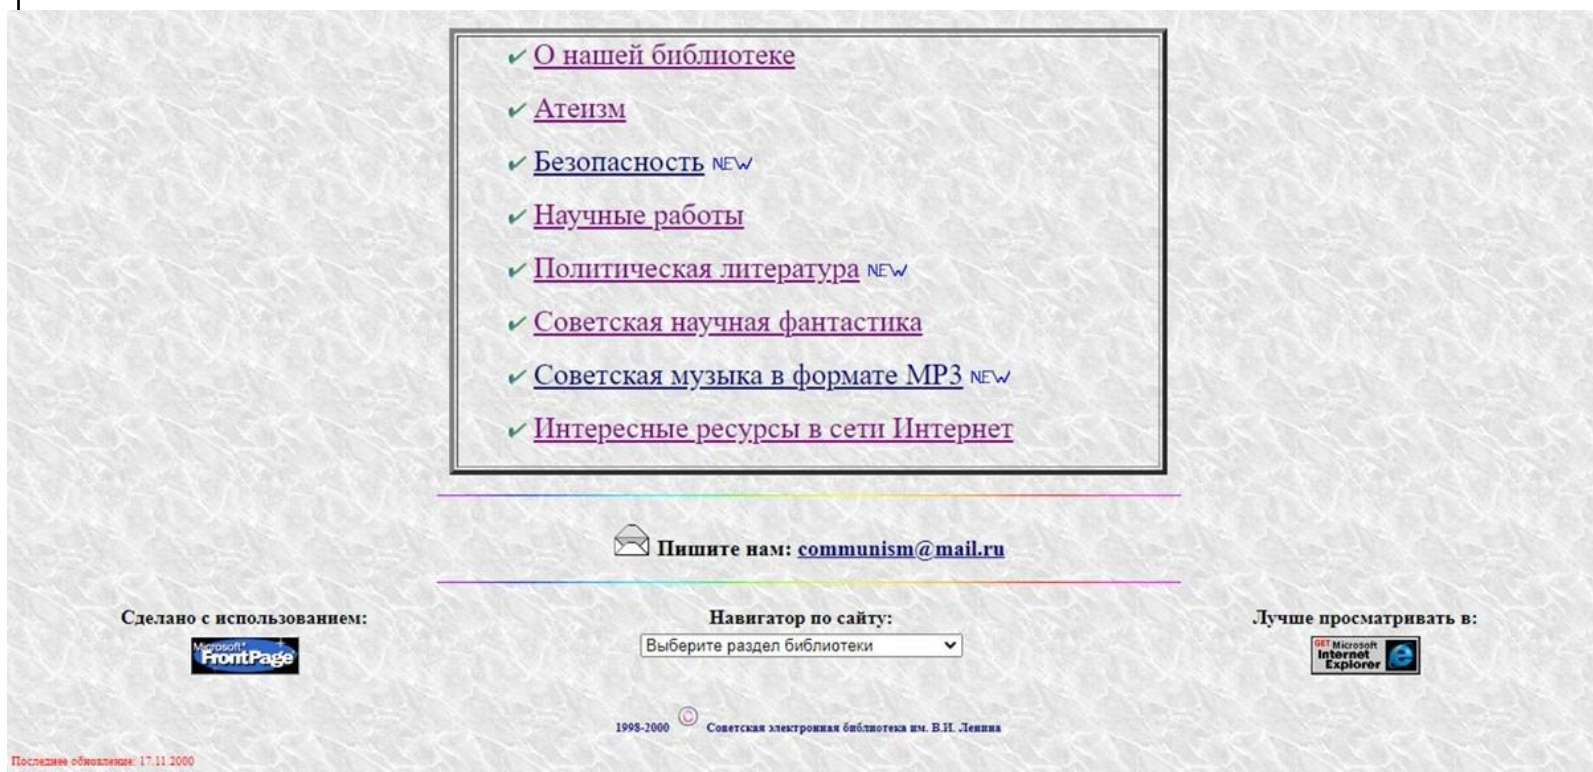 О нашей библиотеке
Атеизм
Безопасность NEW
Научные работы
Политическая литература NEW
Советская научная фантастика
Советская музыка в формате MP3 NEW
Интересные ресурсы в сети Интернет
Пишите нам: communism@mail.ru
Сделано с использованием:
Microsoft
FrontPage
Навигатор по сайту:
Выберите раздел библиотеки
Лучше просматривать в:
GET Microsoft
Internet
Explorer
1998-2000 © Советская электронная библиотека им. В.И. Ленина
Последнее обновление: 17.11.2000